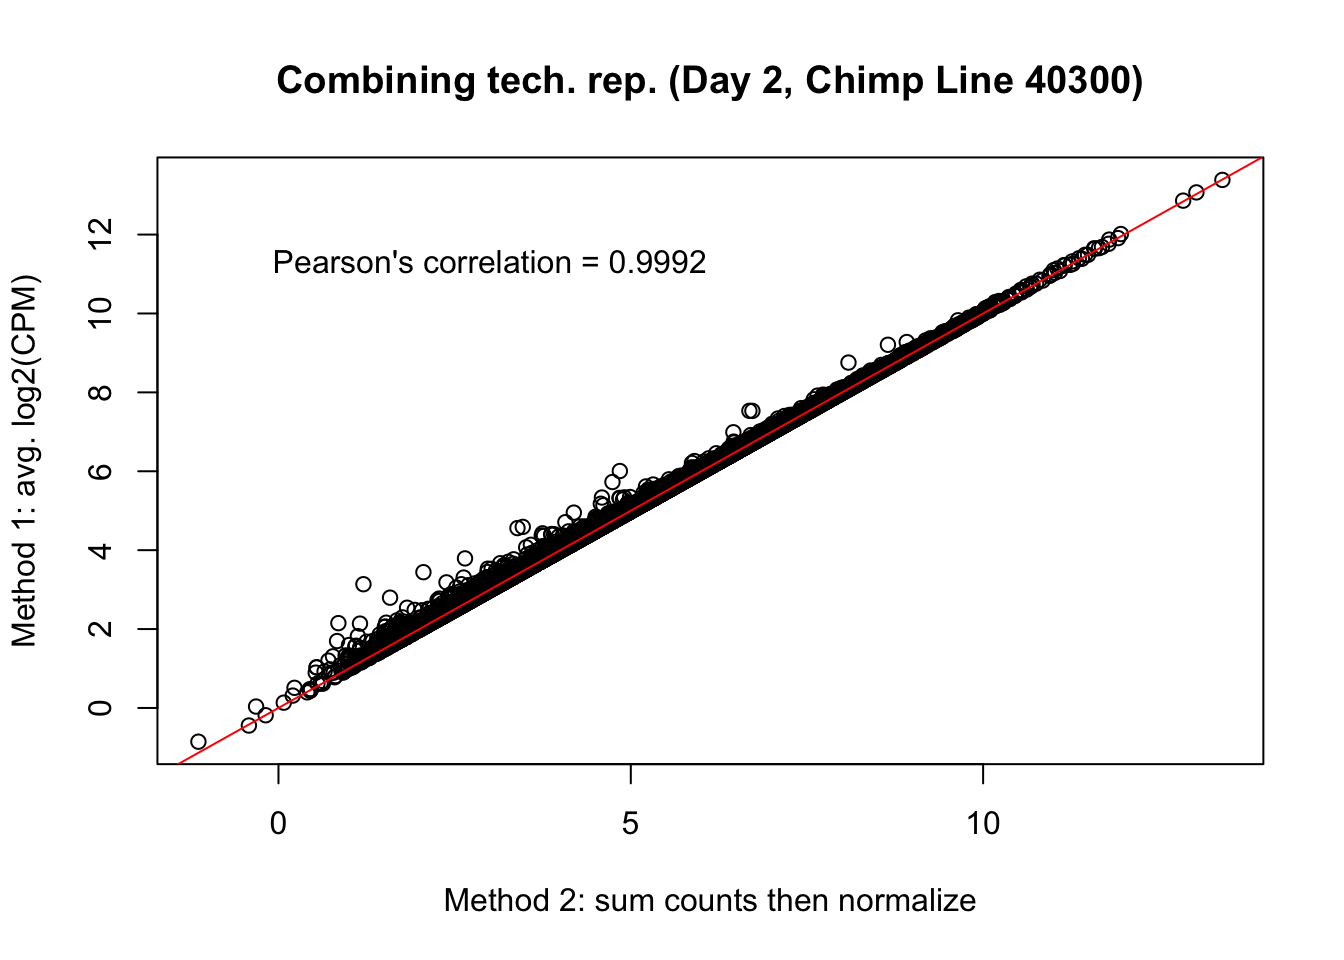 Combining tech. rep. (Day 2, Chimp Line 40300)
Pearson's correlation = 0.9992
Method 1: avg. log2(CPM)
12
10
8
6
4
2
0
0 5 10
Method 2: sum counts then normalize